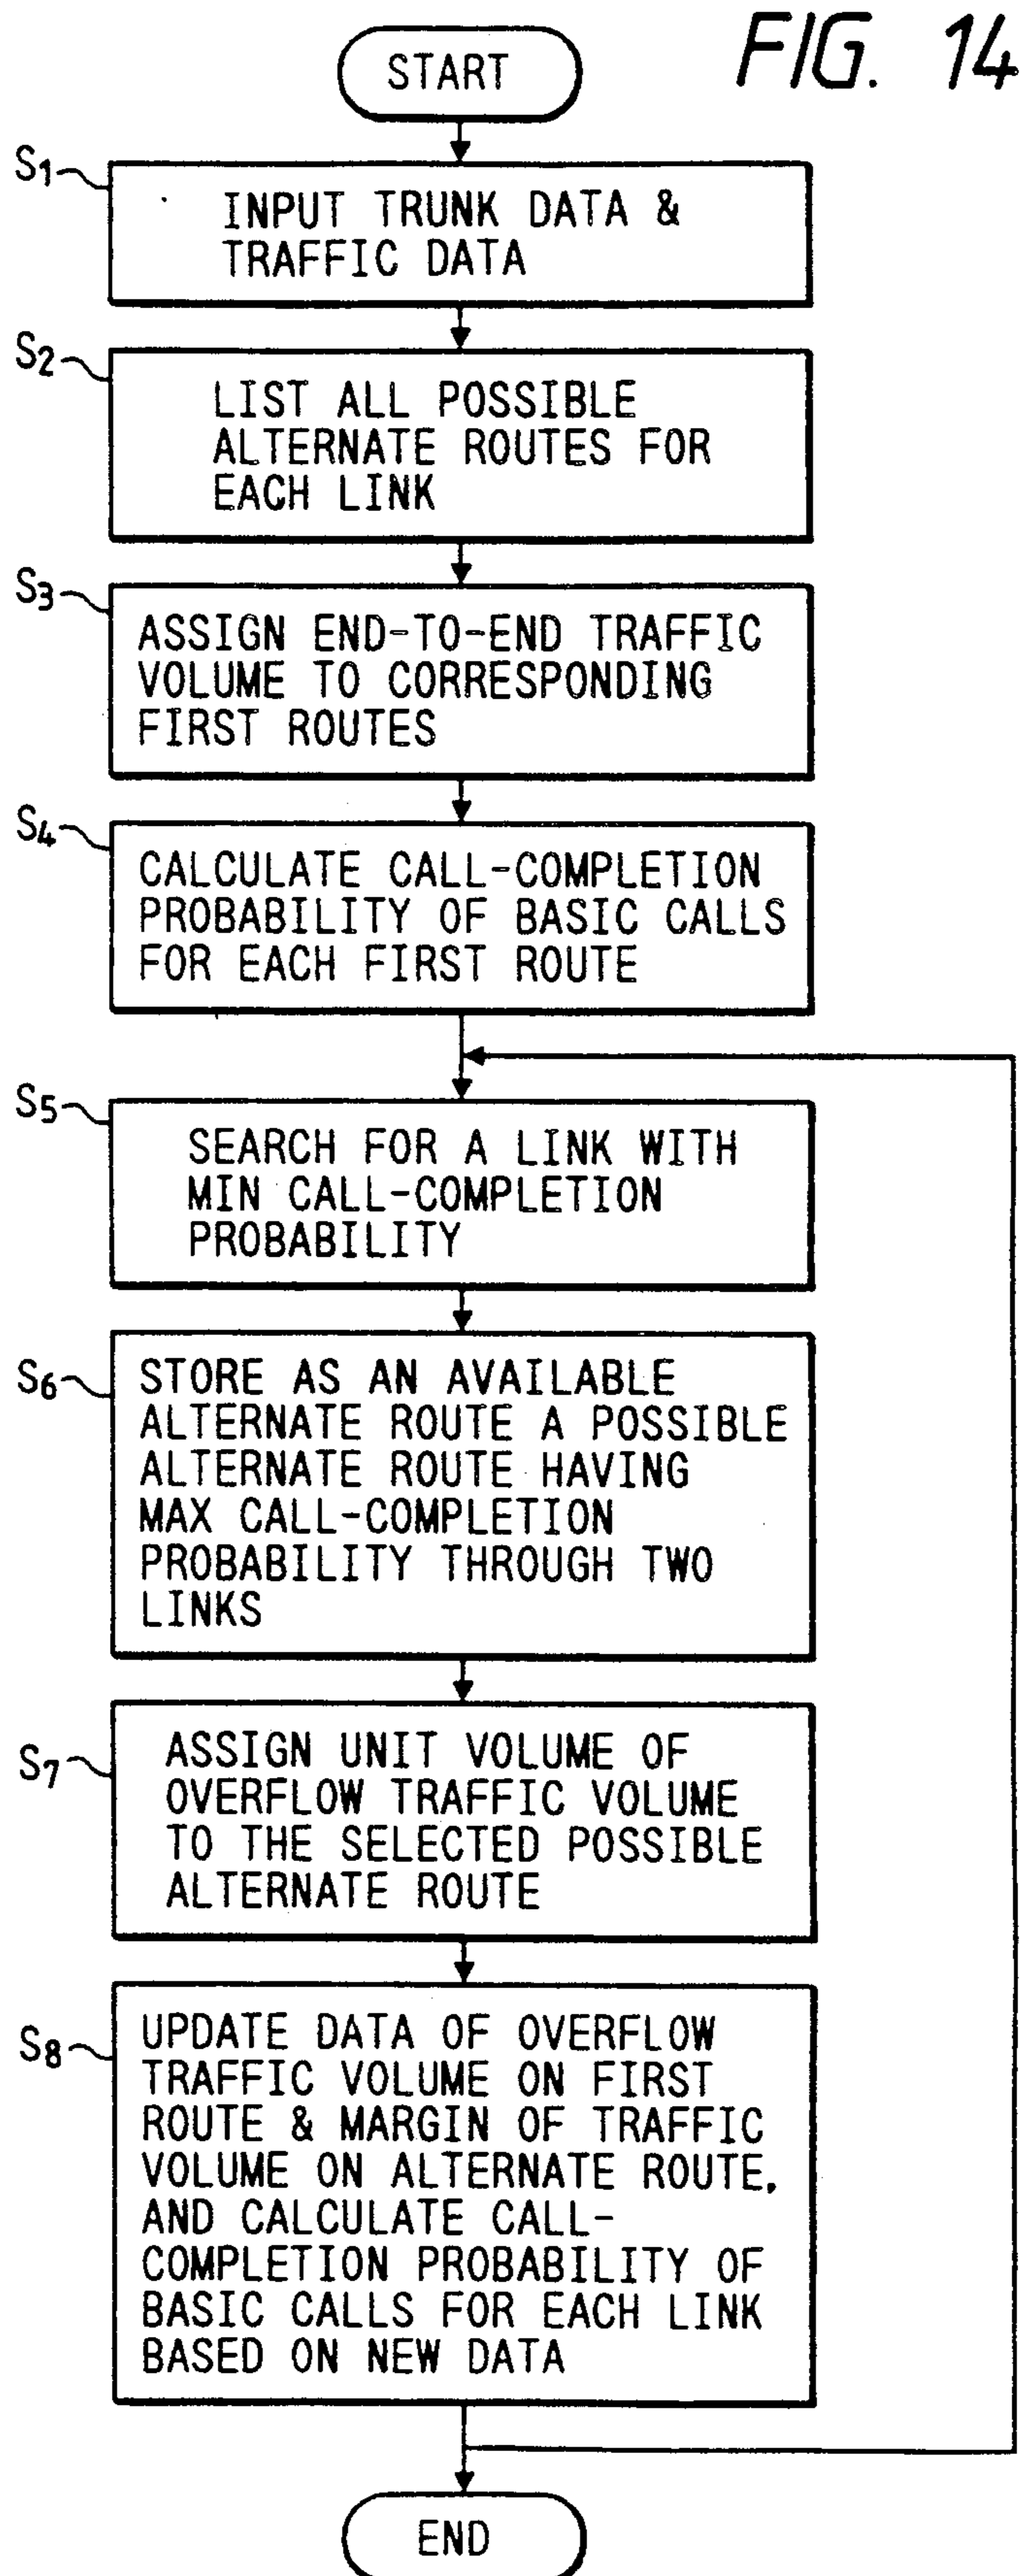 FIG. 14
START
S1
INPUT TRUNK DATA &
TRAFFIC DATA
S2
LIST ALL POSSIBLE
ALTERNATE ROUTES FOR
EACH LINK
S3
ASSIGN END-TO-END TRAFFIC
VOLUME TO CORRESPONDING
FIRST ROUTES
S4
CALCULATE CALL-COMPLETION
PROBABILITY OF BASIC CALLS
FOR EACH FIRST ROUTE
S5
SEARCH FOR A LINK WITH
MIN CALL-COMPLETION
PROBABILITY
S6
STORE AS AN AVAILABLE
ALTERNATE ROUTE A POSSIBLE
ALTERNATE ROUTE HAVING
MAX CALL-COMPLETION
PROBABILITY THROUGH TWO
LINKS
S7
ASSIGN UNIT VOLUME OF
OVERFLOW TRAFFIC VOLUME
TO THE SELECTED POSSIBLE
ALTERNATE ROUTE
S8
UPDATE DATA OF OVERFLOW
TRAFFIC VOLUME ON FIRST
ROUTE & MARGIN OF TRAFFIC
VOLUME ON ALTERNATE ROUTE,
AND CALCULATE CALL-
COMPLETION PROBABILITY OF
BASIC CALLS FOR EACH LINK
BASED ON NEW DATA
END